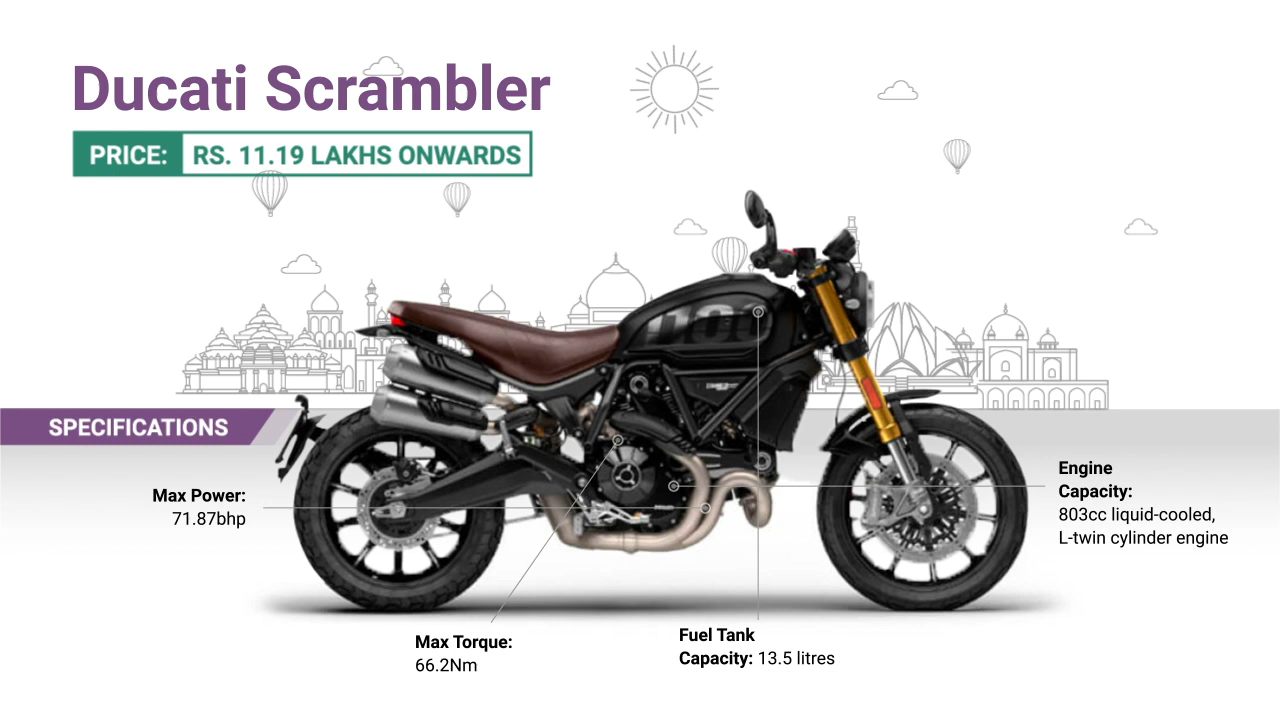 Ducati Scrambler
PRICE: RS. 11.19 LAKHS ONWARDS
SPECIFICATIONS
Max Power:
71.87bhp
Engine
Capacity:
803cc liquid-cooled,
L-twin cylinder engine
Max Torque:
66.2Nm
Fuel Tank
Capacity: 13.5 litres